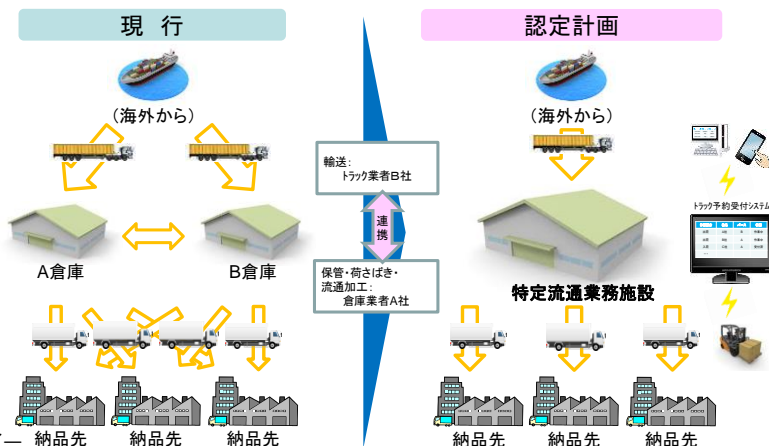 現 行
認定計画
(海外から)
(海外から)
輸送:
トラック業者B社
連携
保管・荷さばき・
流通加工:
倉庫業者A社
A倉庫
B倉庫
特定流通業務施設
トラック予約受付システム
納品先
納品先
納品先
納品先
納品先
納品先